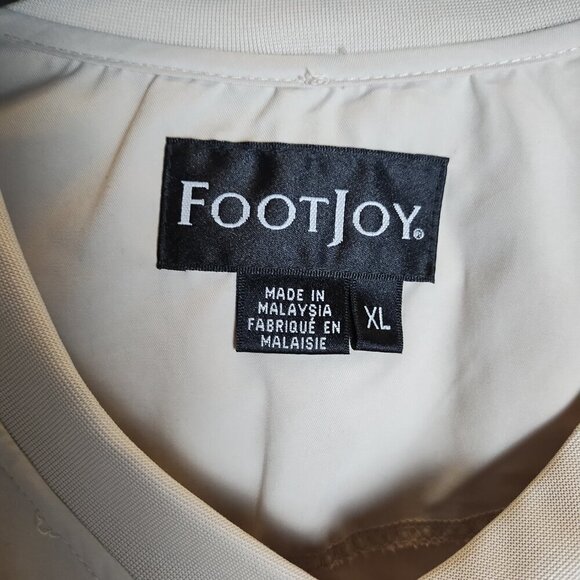 FOOTJOY®
MADE IN
MALAYSIA
FABRIQUÉ EN
MALAISIE
XL